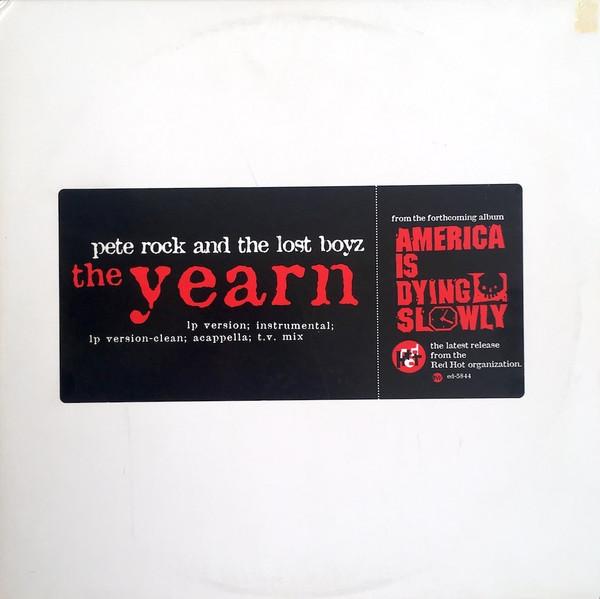 pete rock and the lost boyz
the yearn
lp version; instrumental;
lp version-clean; acappella; t.v. mix
from the forthcoming album
AMERICA
IS
DYING
SLOWLY
the latest release
from the
Red Hot organization.
ed-5844